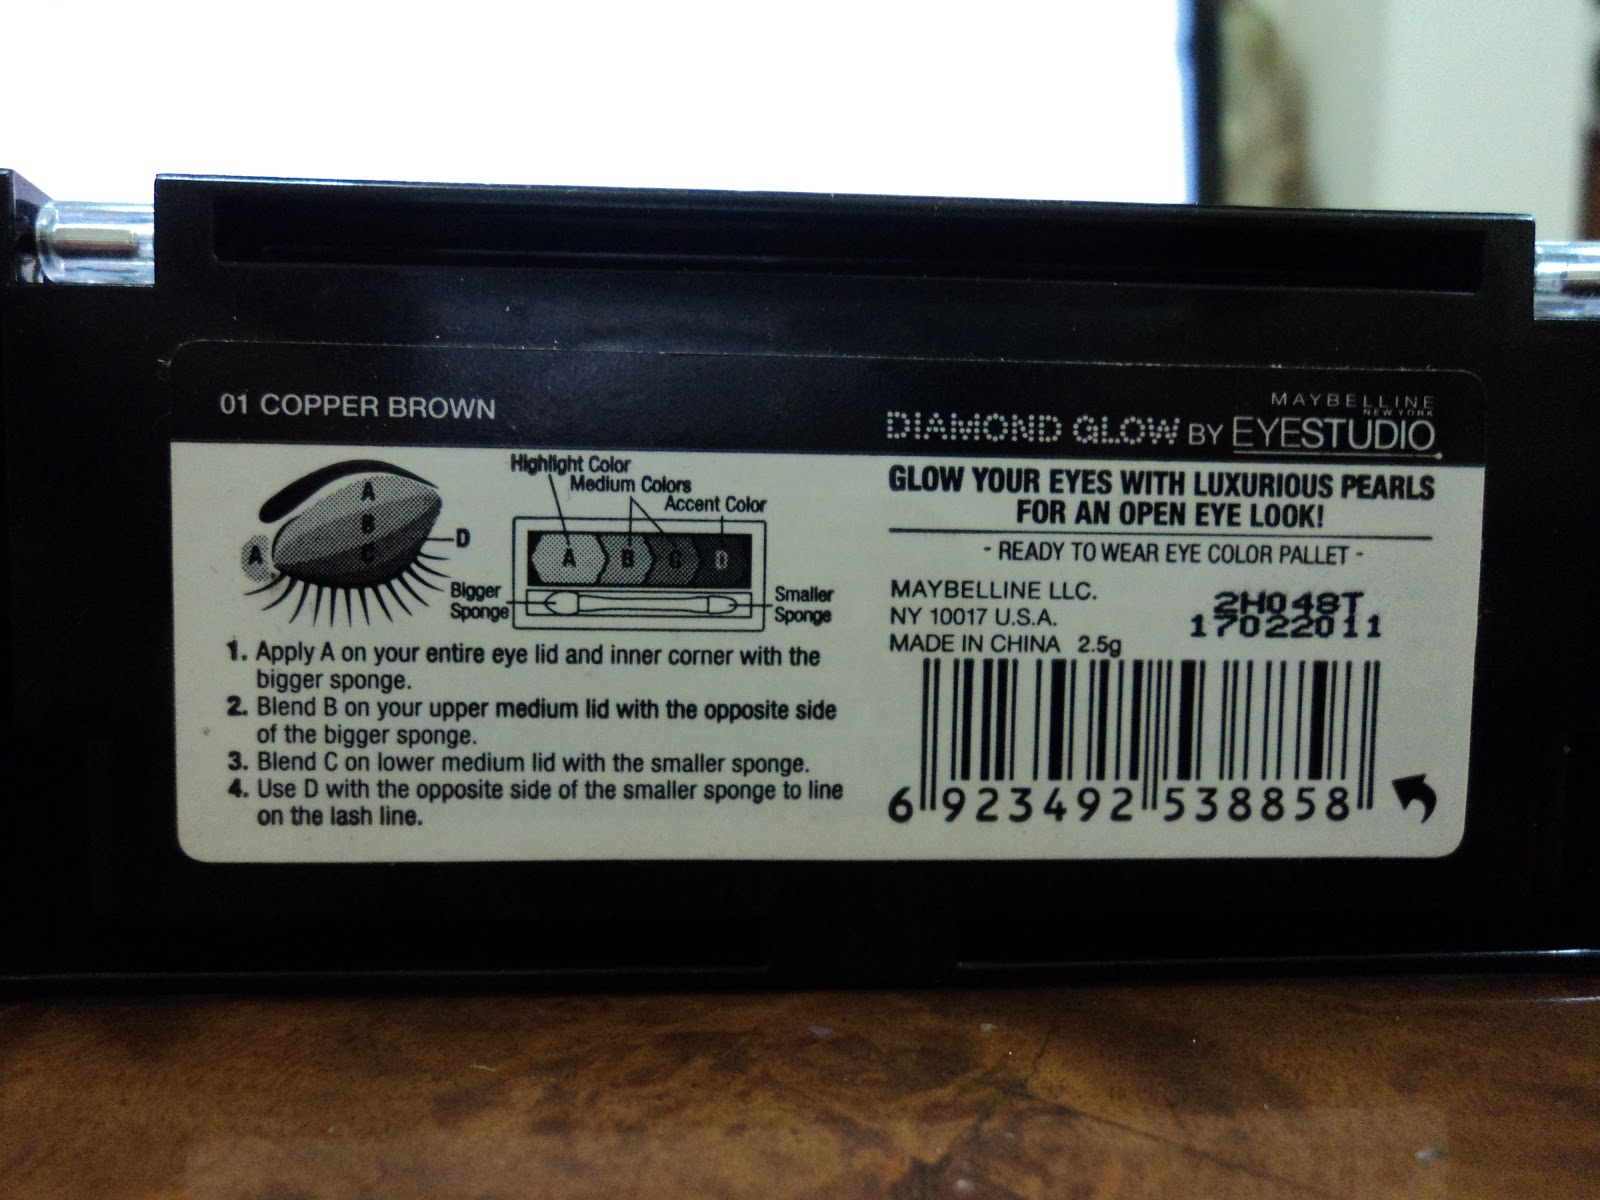 01 COPPER BROWN
MAYBELLINE
NEW YORK
DIAMOND GLOW BY EYESTUDIO
Highlight Color
Medium Colors
Accent Color
A
B
C
A
D
A B C D
Bigger
Sponge
Smaller
Sponge
1. Apply A on your entire eye lid and inner corner with the
bigger sponge.
2. Blend B on your upper medium lid with the opposite side
of the bigger sponge.
3. Blend C on lower medium lid with the smaller sponge.
4. Use D with the opposite side of the smaller sponge to line
on the lash line.
GLOW YOUR EYES WITH LUXURIOUS PEARLS
FOR AN OPEN EYE LOOK!
- READY TO WEAR EYE COLOR PALLET -
MAYBELLINE LLC.
NY 10017 U.S.A.
MADE IN CHINA 2.5g
2H048T
17022011
6 923492 538858